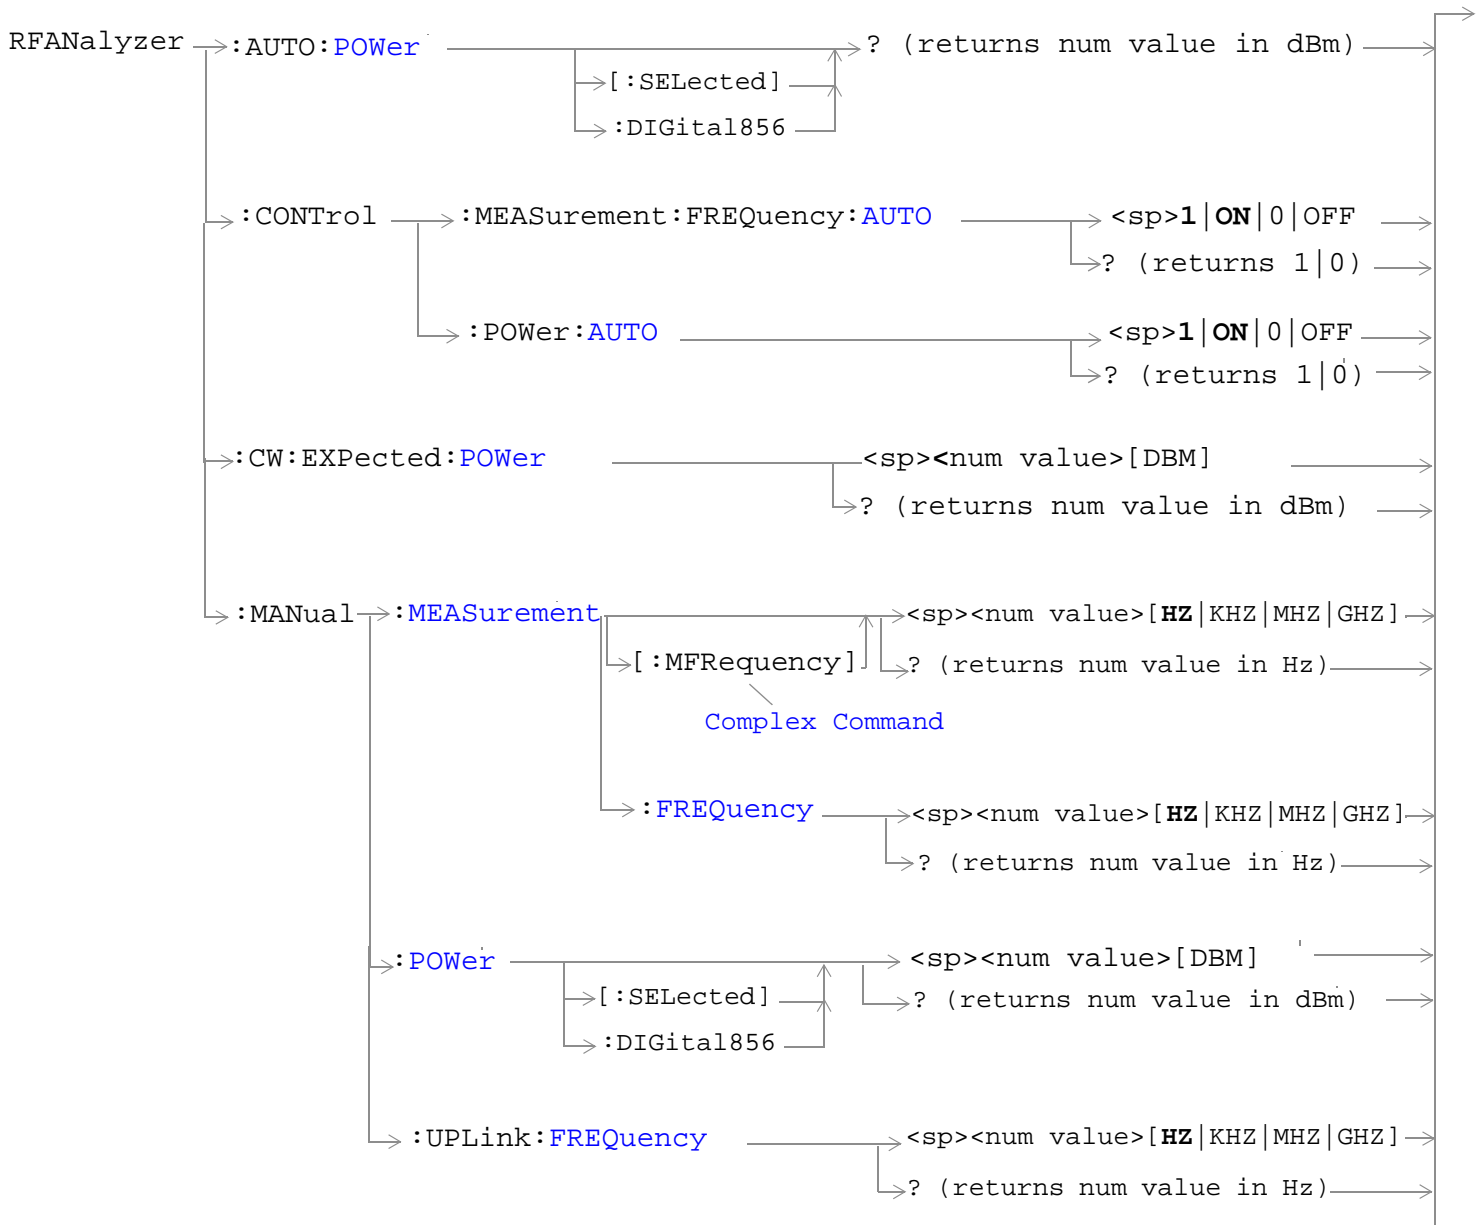 RFANalyzer :AUTO:POWer ? (returns num value in dBm)
[:SELected]
:DIGital856
:CONTrol :MEASurement:FREQuency:AUTO <sp>1|ON|0|OFF
? (returns 1|0)
:POWer:AUTO <sp>1|ON|0|OFF
? (returns 1|0)
:CW:EXPected:POWer <sp><num value>[DBM]
? (returns num value in dBm)
:MANual :MEASurement <sp><num value>[HZ|KHZ|MHZ|GHZ]
[:MFRequency] ? (returns num value in Hz)
Complex Command
:FREQuency <sp><num value>[HZ|KHZ|MHZ|GHZ]
? (returns num value in Hz)
:POWer <sp><num value>[DBM]
[:SELected] ? (returns num value in dBm)
:DIGital856
:UPLink:FREQuency <sp><num value>[HZ|KHZ|MHZ|GHZ]
? (returns num value in Hz)